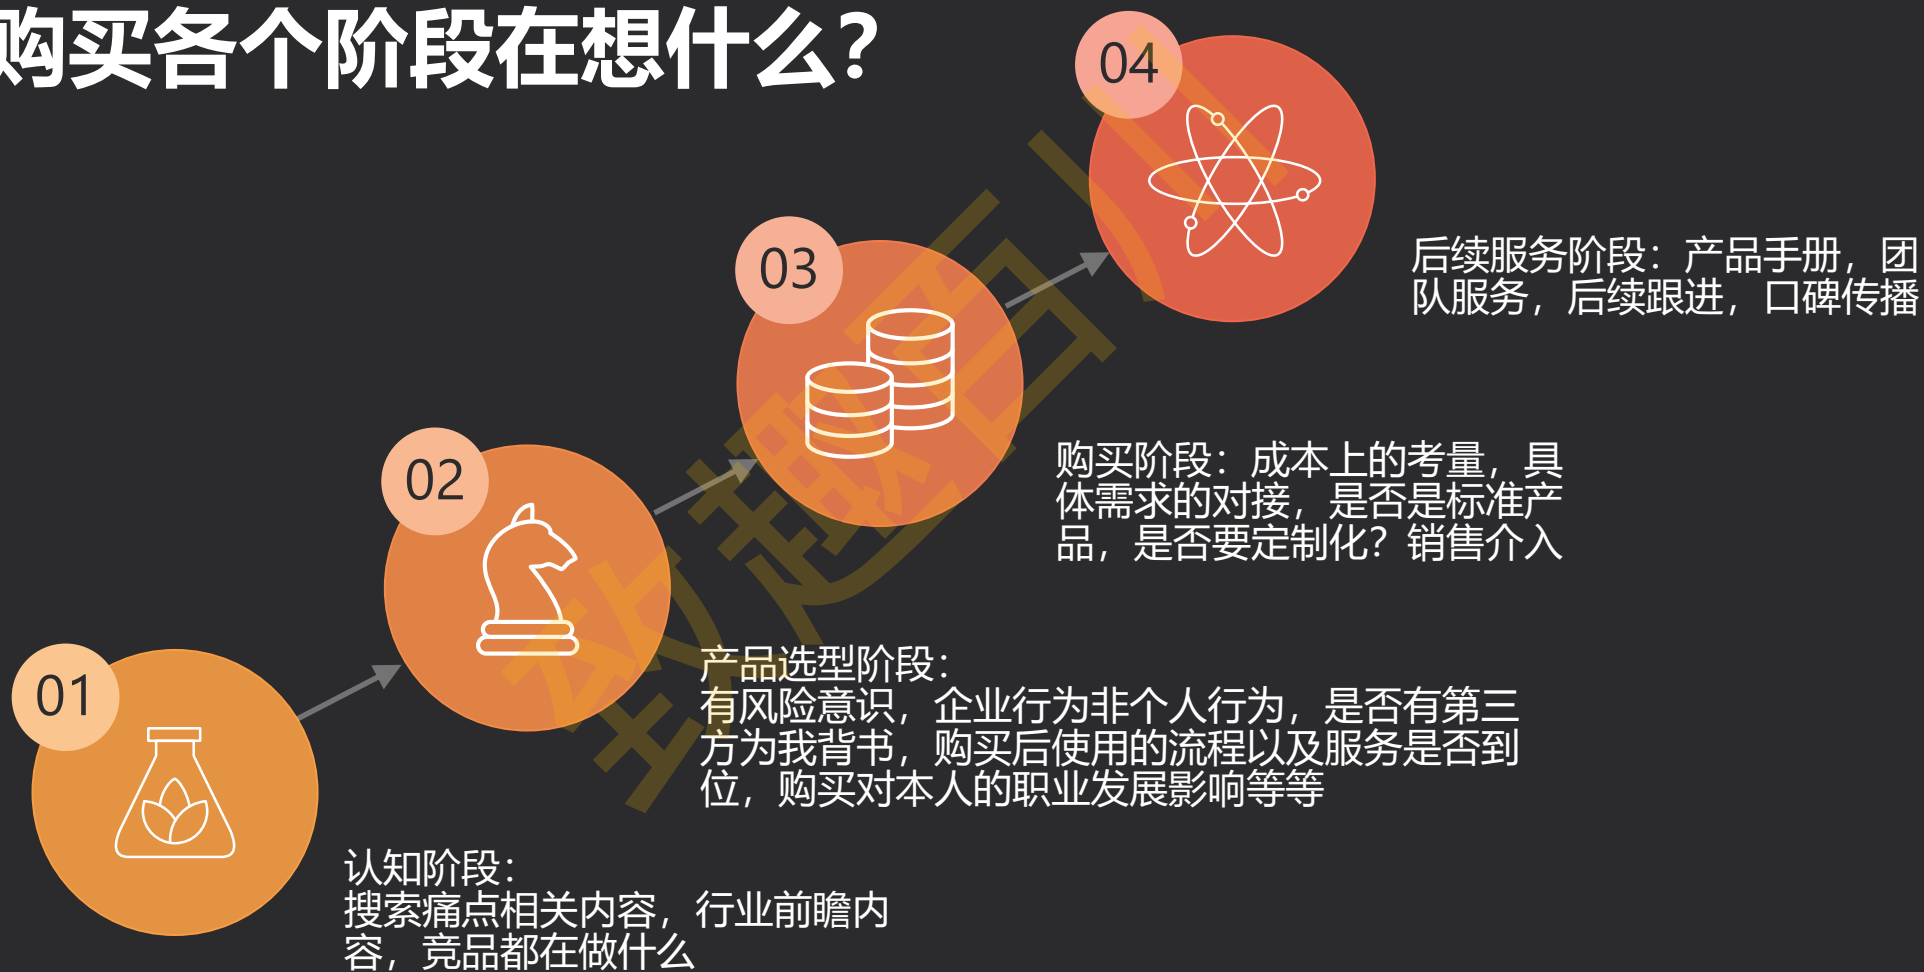 购买各个阶段在想什么?
04
后续服务阶段：产品手册，团
队服务，后续跟进，口碑传播
03
购买阶段：成本上的考量，具
体需求的对接，是否是标准产
品，是否要定制化？销售介入
02
产品选型阶段：
有风险意识，企业行为非个人行为，是否有第三
方为我背书，购买后使用的流程以及服务是否到
位，购买对本人的职业发展影响等等
01
认知阶段：
搜索痛点相关内容，行业前瞻内
容，竞品都在做什么